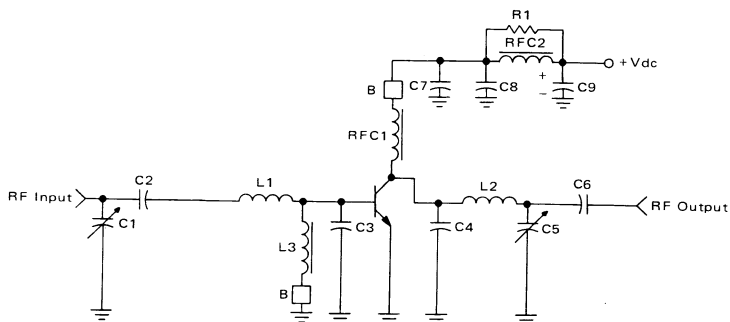 R1
RFC2
+Vdc
+
−
C7
C8
C9
B
RFC1
RF Input
C2
L1
L2
C6
RF Output
C1
C3
C4
C5
L3
B